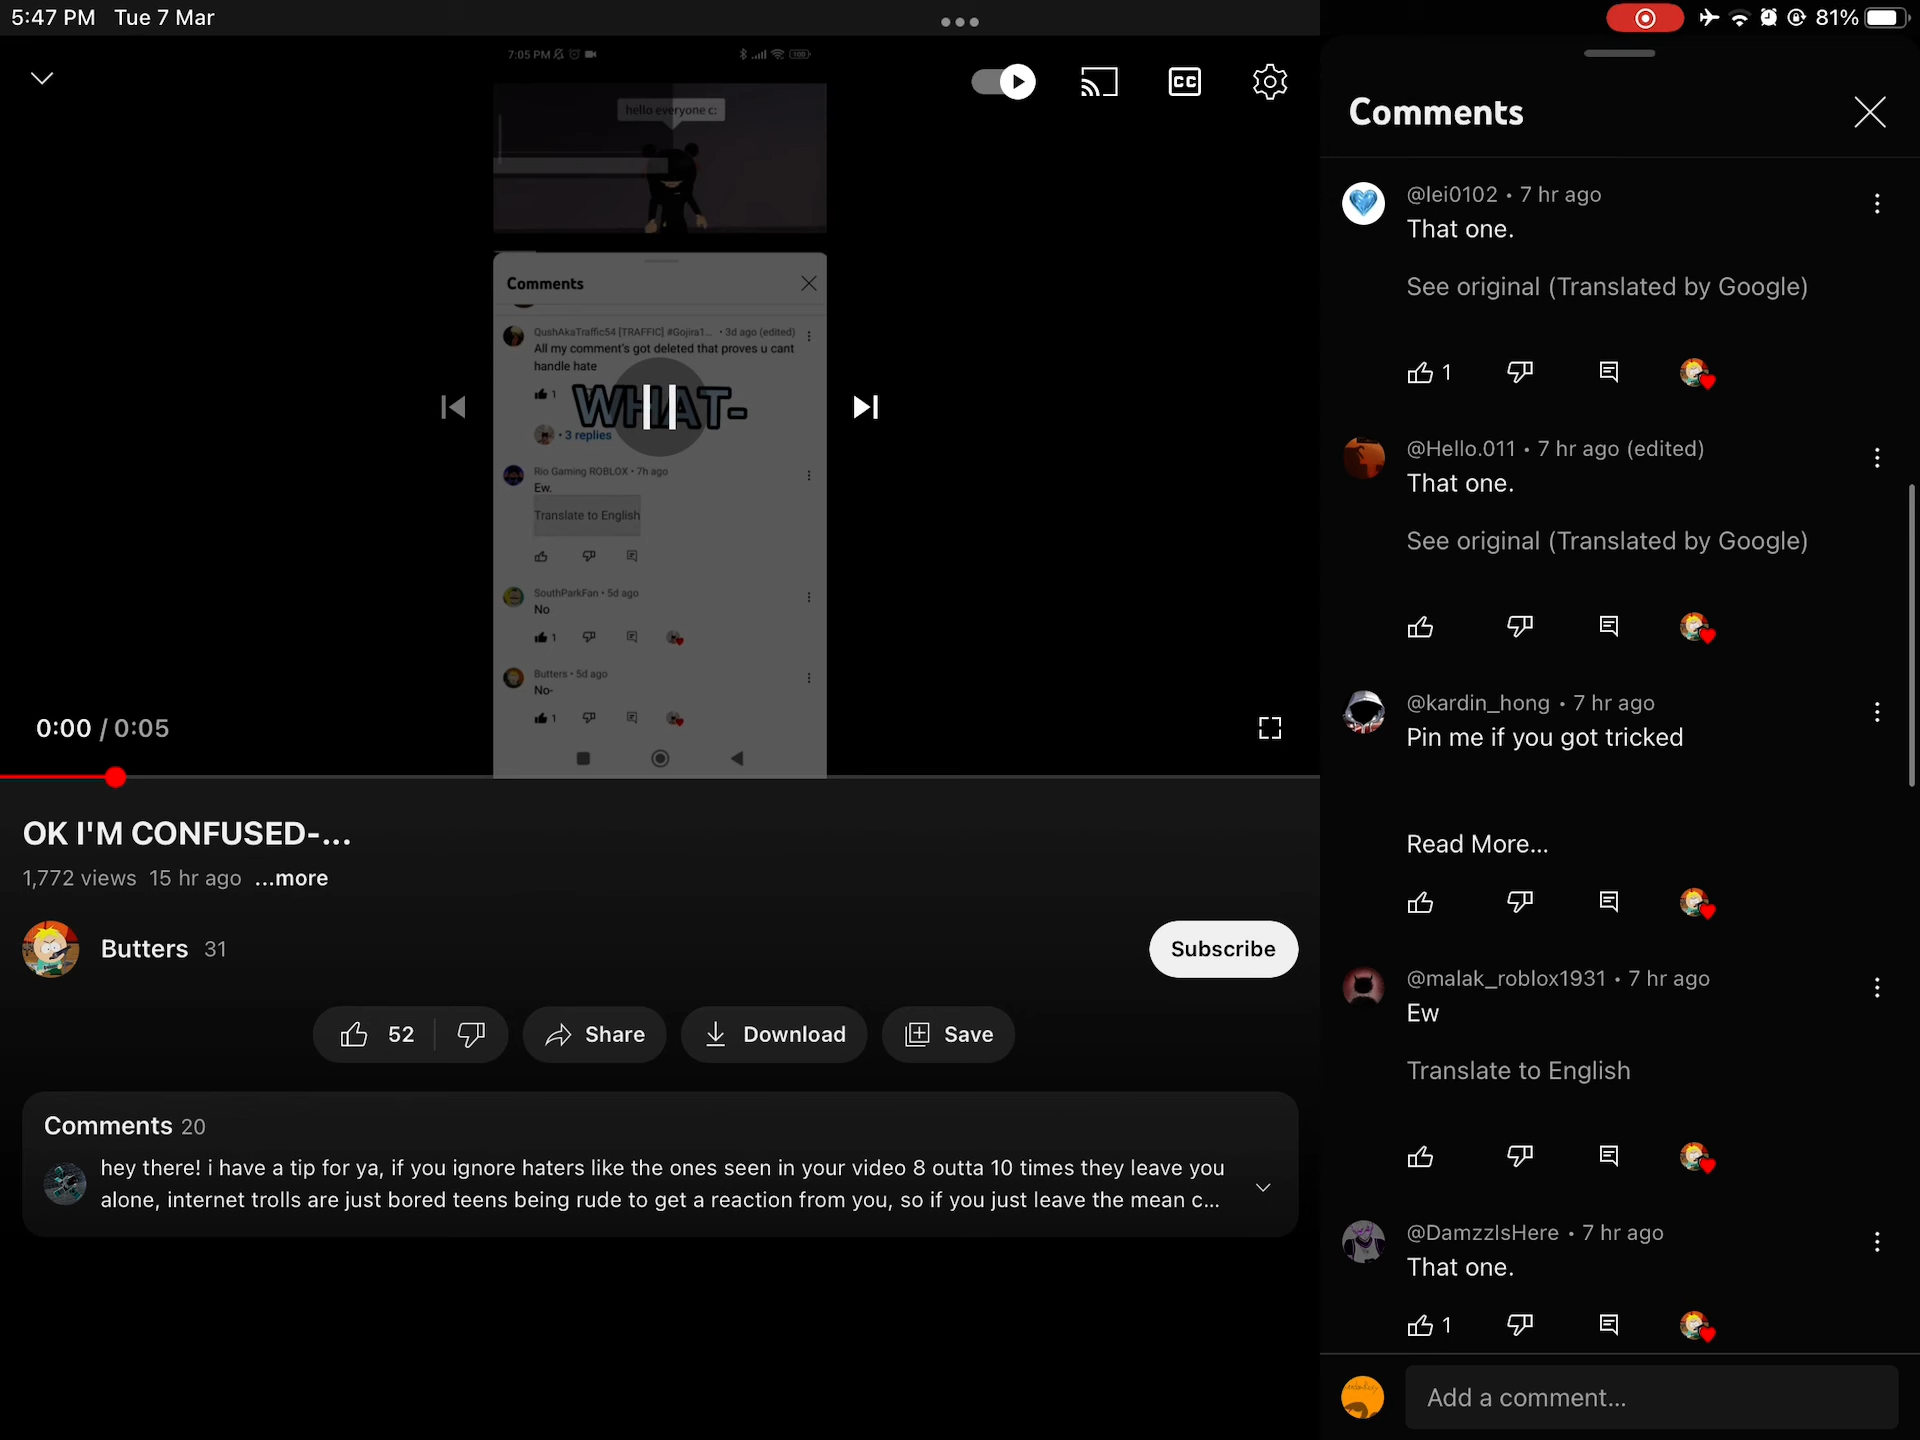 5:47 PM Tue 7 Mar
81%
7:05 PM
100
hello everyone c:
Comments
QushAkaTraffic54 [TRAFFIC] #Gojira1... • 3d ago (edited)
All my comment's got deleted that proves u cant
handle hate
1
WHAT-
• 3 replies
Rio Gaming ROBLOX • 7h ago
Ew.
Translate to English
SouthParkFan • 5d ago
No
1
Butters • 5d ago
No-
1
CC
0:00 / 0:05
OK I'M CONFUSED-...
1,772 views 15 hr ago ...more
Butters 31
Subscribe
52
Share
Download
Save
Comments 20
hey there! i have a tip for ya, if you ignore haters like the ones seen in your video 8 outta 10 times they leave you
alone, internet trolls are just bored teens being rude to get a reaction from you, so if you just leave the mean c...
Comments
@lei0102 • 7 hr ago
That one.
See original (Translated by Google)
1
@Hello.011 • 7 hr ago (edited)
That one.
See original (Translated by Google)
@kardin_hong • 7 hr ago
Pin me if you got tricked
Read More...
@malak_roblox1931 • 7 hr ago
Ew
Translate to English
@DamzzIsHere • 7 hr ago
That one.
1
Add a comment...